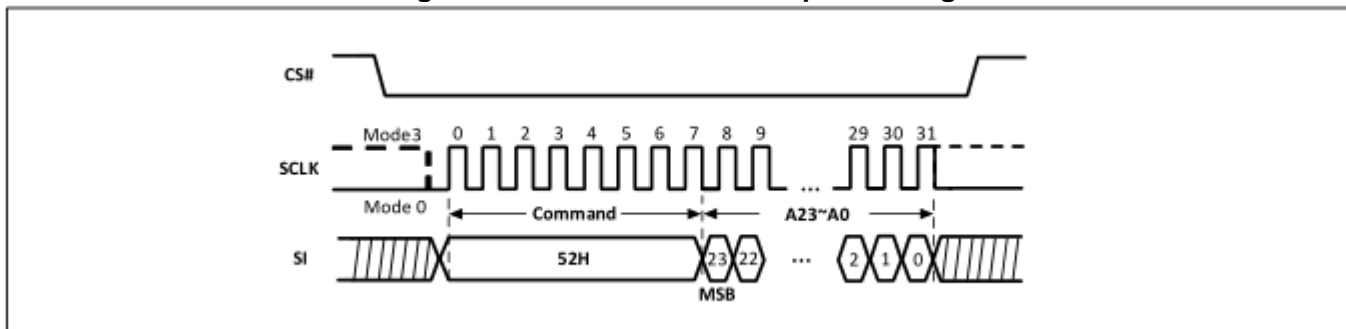 CS#
Mode3 0 1 2 3 4 5 6 7 8 9 29 30 31
SCLK
...
Mode 0
Command A23~A0
SI 52H 23 22 ... 2 1 0
MSB